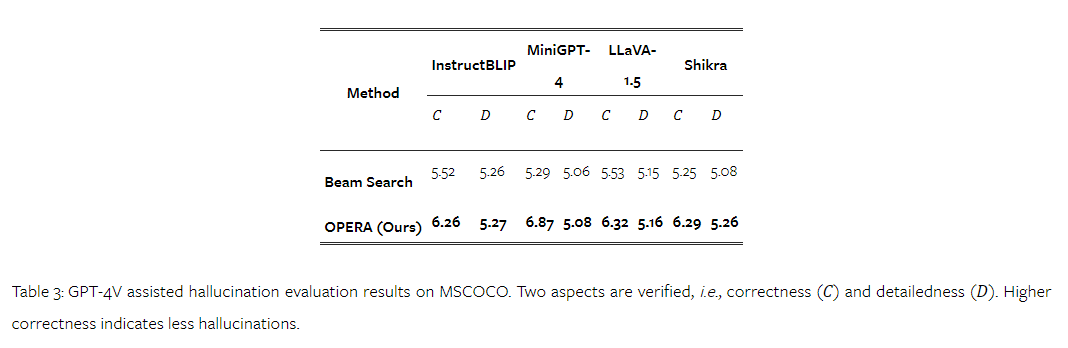 Method InstructBLIP MiniGPT-4 LLaVA-1.5 Shikra
C D C D C D C D
Beam Search 5.52 5.26 5.29 5.06 5.53 5.15 5.25 5.08
OPERA (Ours) 6.26 5.27 6.87 5.08 6.32 5.16 6.29 5.26
Table 3: GPT-4V assisted hallucination evaluation results on MSCOCO. Two aspects are verified, i.e., correctness (C) and detailedness (D). Higher
correctness indicates less hallucinations.